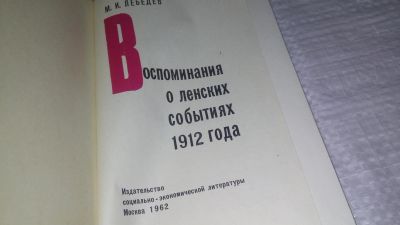 М. И. ЛЕБЕДЕВ
Воспоминания
о ленских
событиях
1912 года
Издательство
социально-экономической литературы
Москва 1962